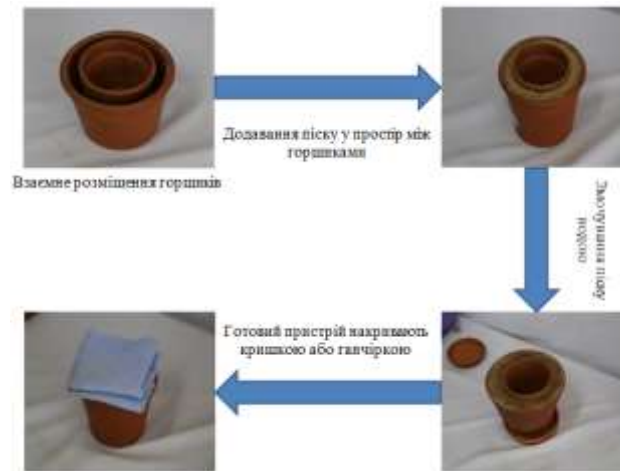 Взаємне розміщення горщиків
Додавання піску у простір між
горщиками
Змочування піску
водою
Готовий пристрій накривають
кришкою або ганчіркою